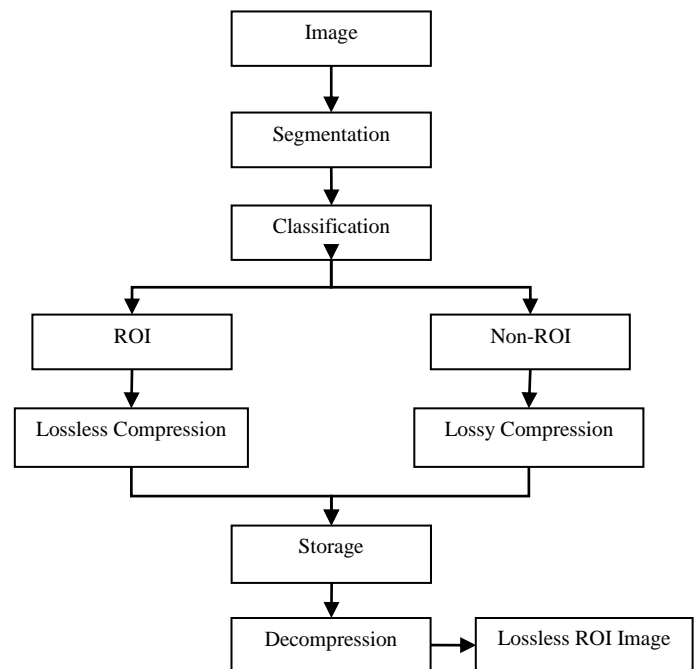 Image
Segmentation
Classification
ROI
Non-ROI
Lossless Compression
Lossy Compression
Storage
Decompression
Lossless ROI Image